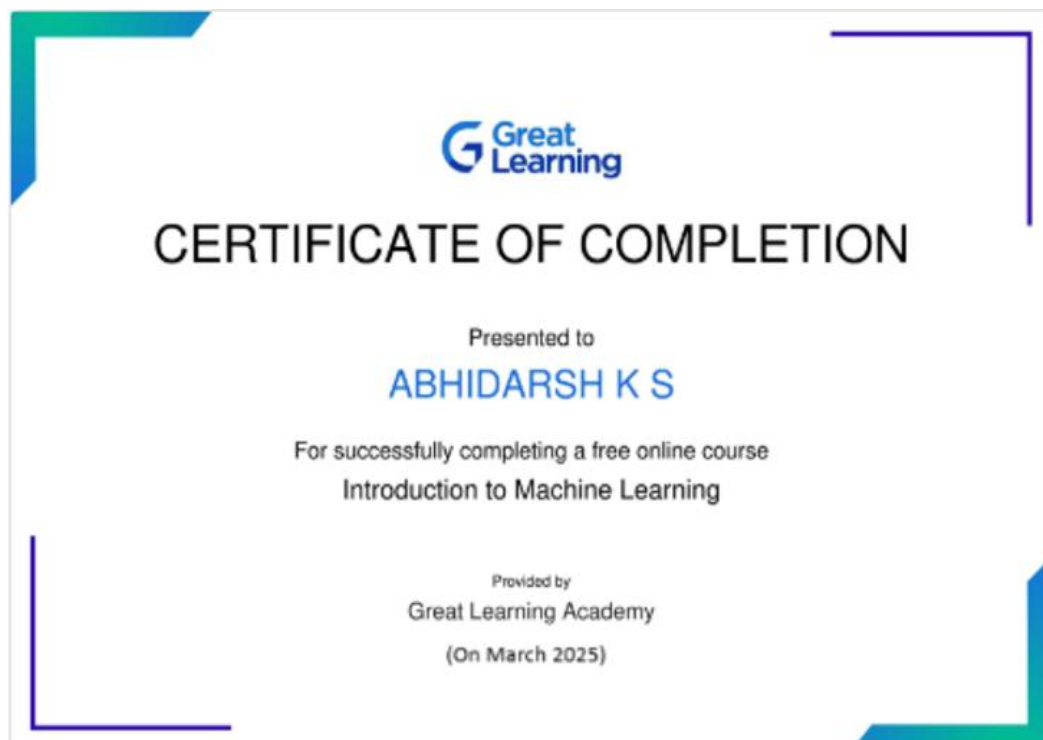 Great
Learning
CERTIFICATE OF COMPLETION
Presented to
ABHIDARSH K S
For successfully completing a free online course
Introduction to Machine Learning
Provided by
Great Learning Academy
(On March 2025)